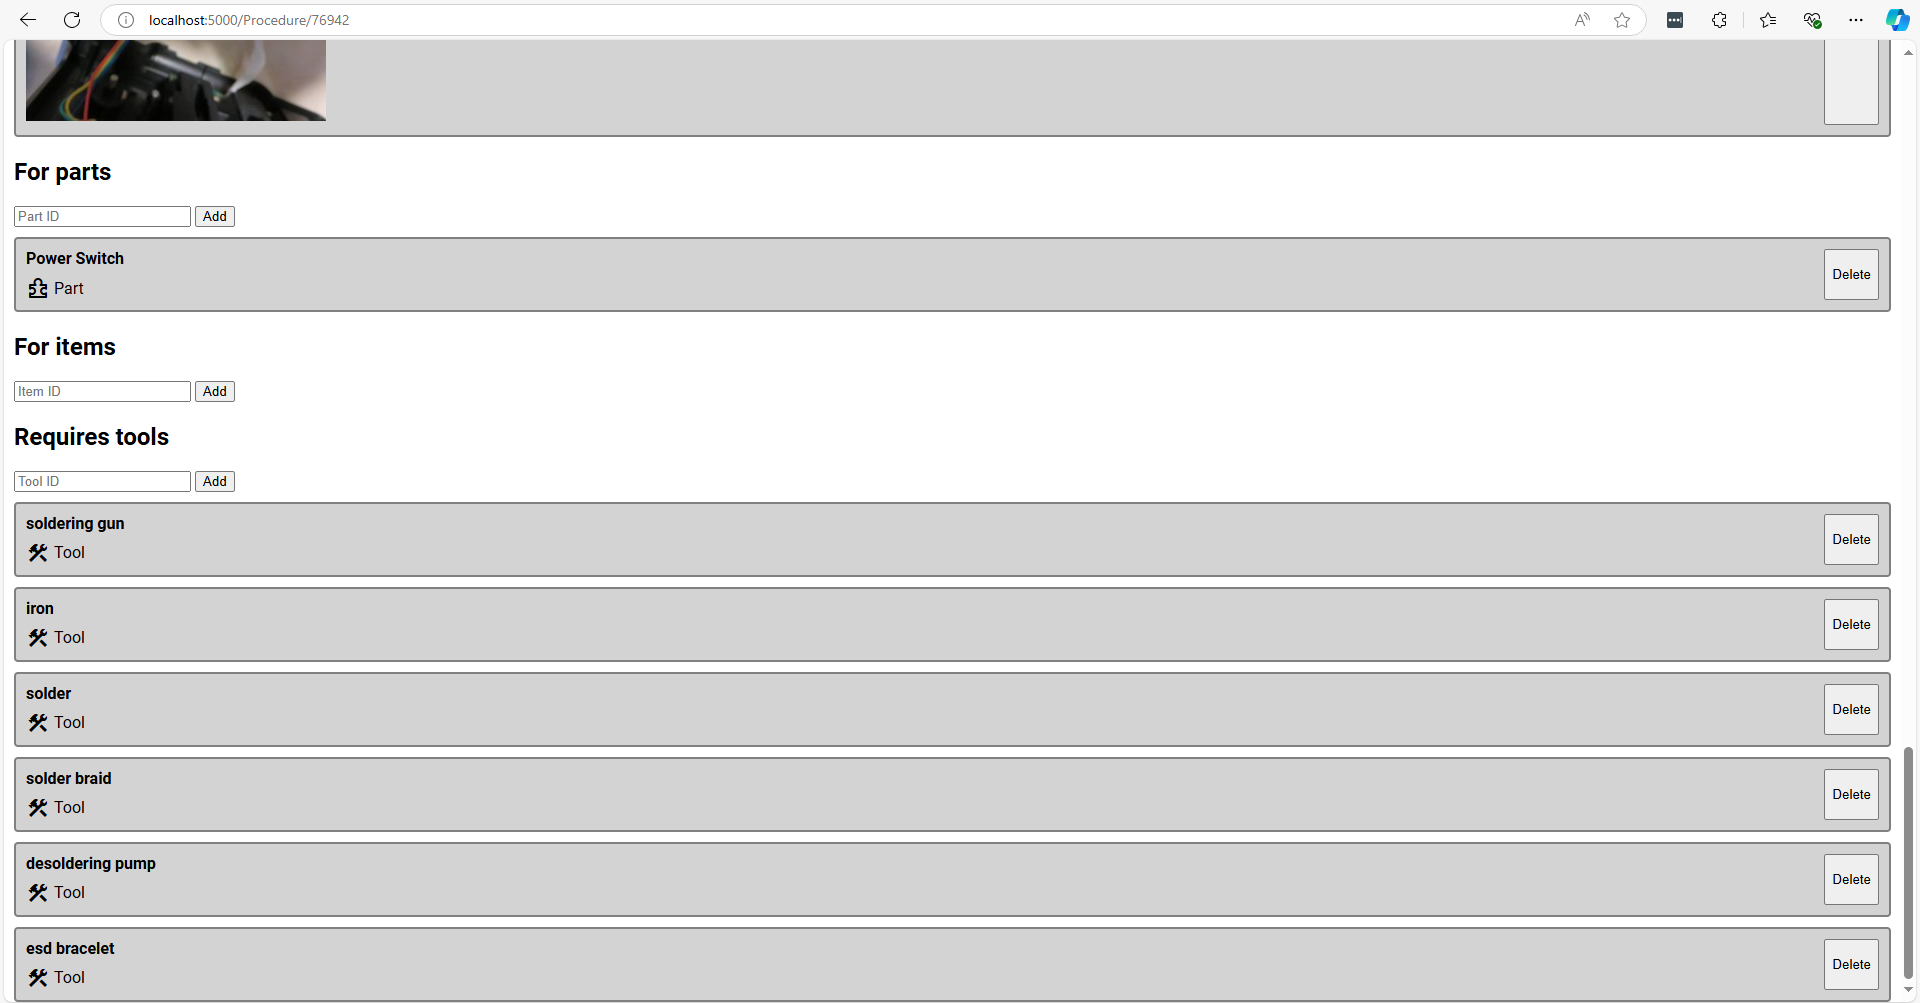 localhost:5000/Procedure/76942
For parts
Part ID Add
Power Switch
Part
Delete
For items
Item ID Add
Requires tools
Tool ID Add
soldering gun
Tool
Delete
iron
Tool
Delete
solder
Tool
Delete
solder braid
Tool
Delete
desoldering pump
Tool
Delete
esd bracelet
Tool
Delete